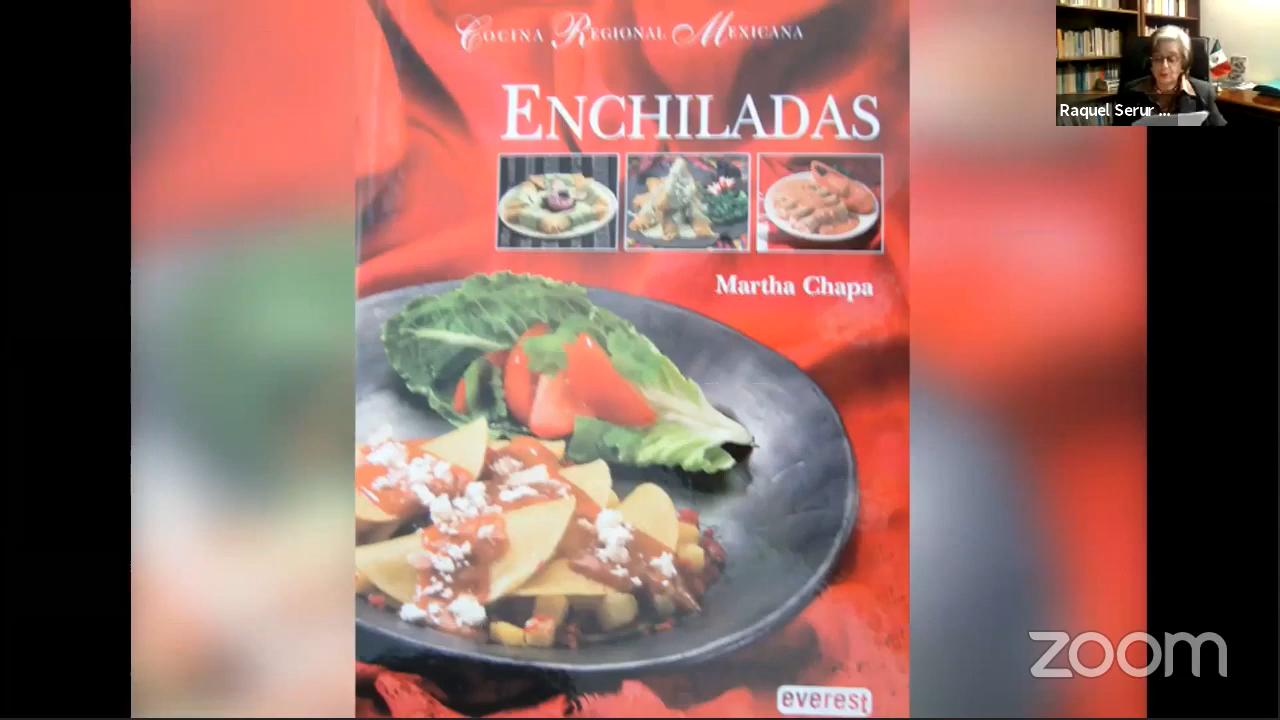 COCINA REGIONAL MEXICANA
ENCHILADAS
Martha Chapa
everest
Raquel Serur ...
zoom